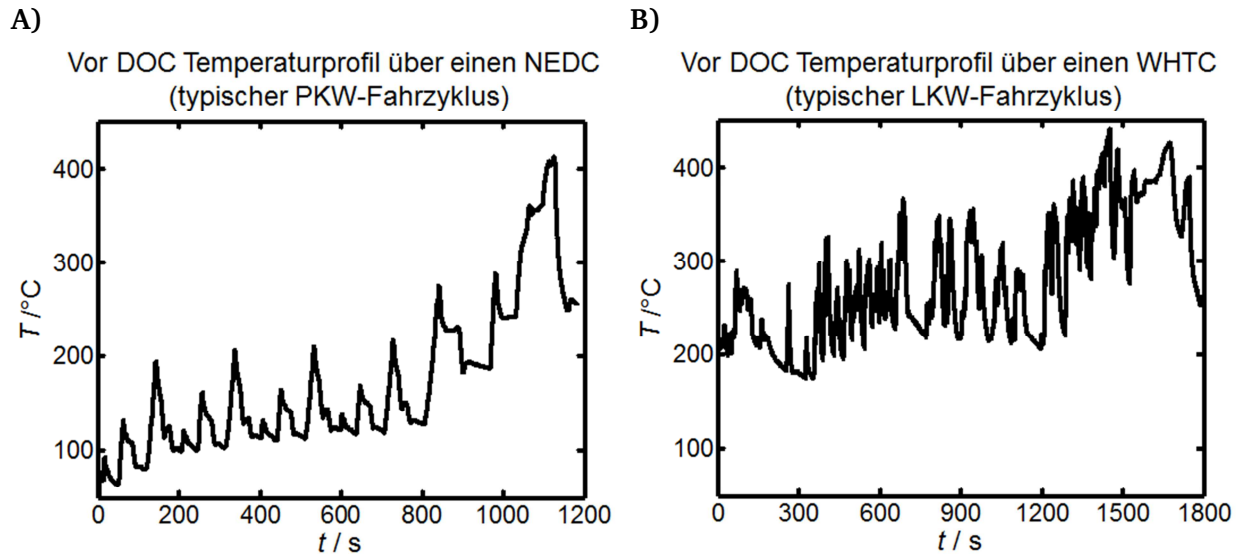 A)
Vor DOC Temperaturprofil über einen NEDC
(typischer PKW-Fahrzyklus)
T /°C
400
300
200
100
0 200 400 600 800 1000 1200
t / s
B)
Vor DOC Temperaturprofil über einen WHTC
(typischer LKW-Fahrzyklus)
T /°C
400
300
200
100
0 300 600 900 1200 1500 1800
t / s